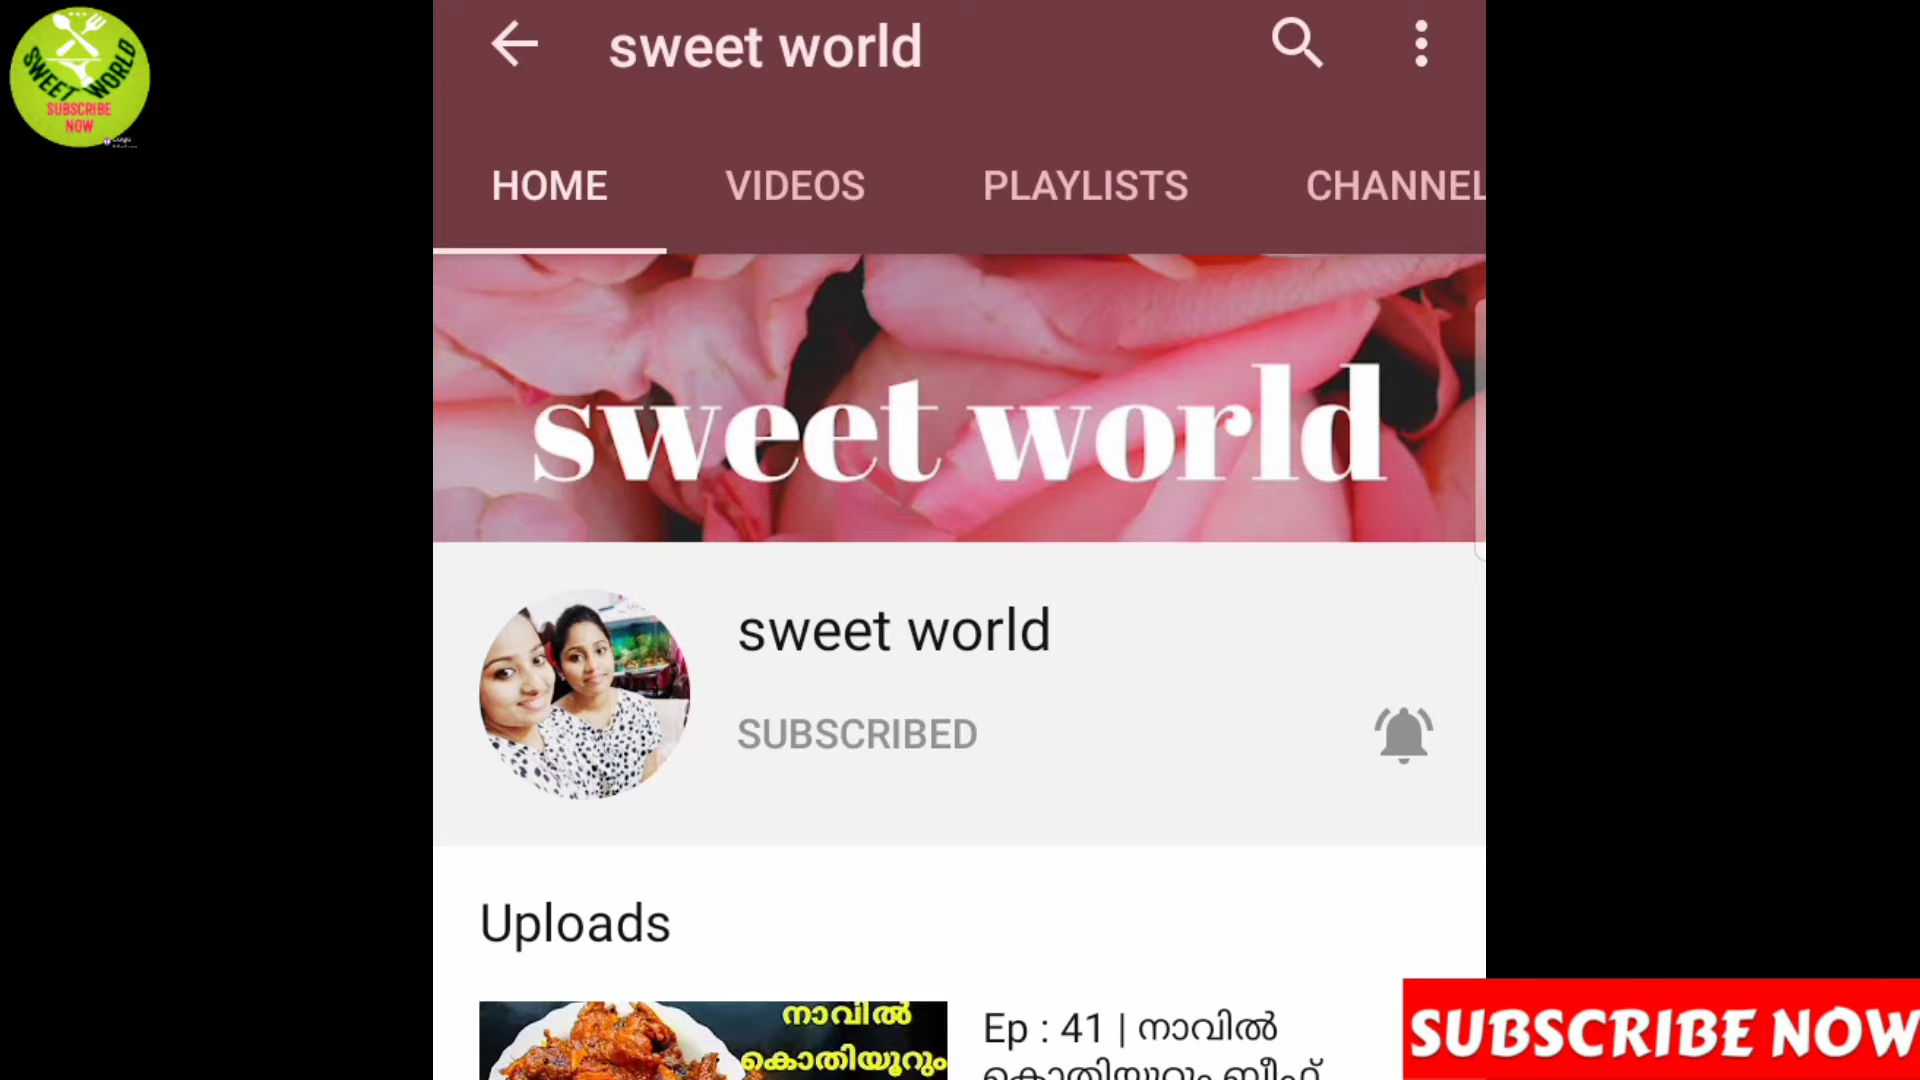 SWEET WORLD
SUBSCRIBE
NOW
sweet world
HOME VIDEOS PLAYLISTS CHANNEL
sweet world
sweet world
SUBSCRIBED
Uploads
നാവിൽ
കൊതിയൂറും
Ep : 41 | നാവിൽ
കൊതിയൂറും ബീഫ്
SUBSCRIBE NOW